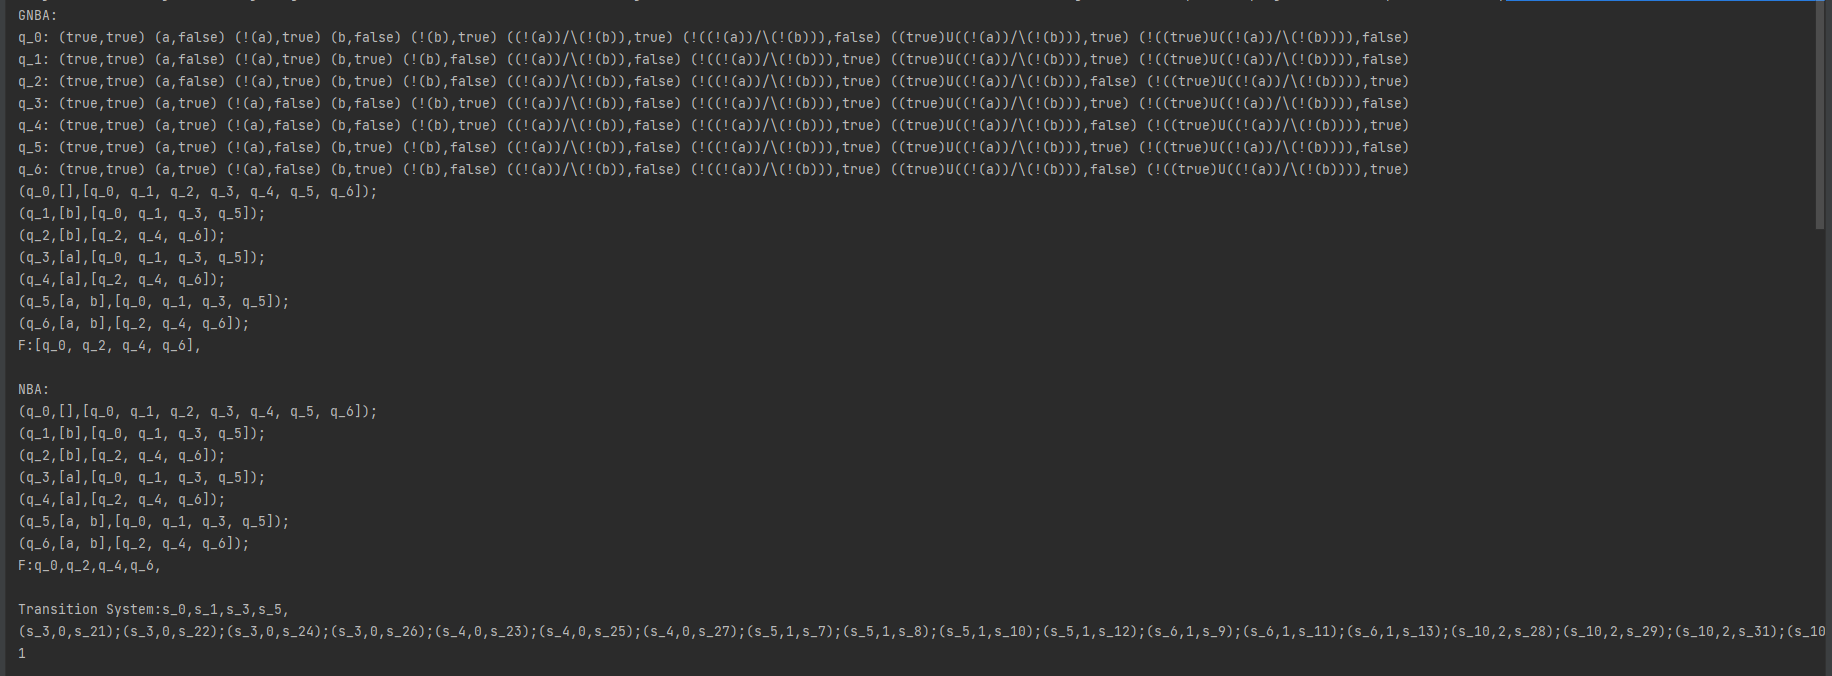 GNBA:
q_0: (true,true) (a,false) (!(a),true) (b,false) (!(b),true) ((!(a))/\(!(b)),true) (!((!(a))/\(!(b))),false) ((true)U((!(a))/\(!(b))),true) (!((true)U((!(a))/\(!(b)))),false)
q_1: (true,true) (a,false) (!(a),true) (b,true) (!(b),false) ((!(a))/\(!(b)),false) (!((!(a))/\(!(b))),true) ((true)U((!(a))/\(!(b))),true) (!((true)U((!(a))/\(!(b)))),false)
q_2: (true,true) (a,false) (!(a),true) (b,true) (!(b),false) ((!(a))/\(!(b)),false) (!((!(a))/\(!(b))),true) ((true)U((!(a))/\(!(b))),false) (!((true)U((!(a))/\(!(b)))),true)
q_3: (true,true) (a,true) (!(a),false) (b,false) (!(b),true) ((!(a))/\(!(b)),false) (!((!(a))/\(!(b))),true) ((true)U((!(a))/\(!(b))),true) (!((true)U((!(a))/\(!(b)))),false)
q_4: (true,true) (a,true) (!(a),false) (b,false) (!(b),true) ((!(a))/\(!(b)),false) (!((!(a))/\(!(b))),true) ((true)U((!(a))/\(!(b))),false) (!((true)U((!(a))/\(!(b)))),true)
q_5: (true,true) (a,true) (!(a),false) (b,true) (!(b),false) ((!(a))/\(!(b)),false) (!((!(a))/\(!(b))),true) ((true)U((!(a))/\(!(b))),true) (!((true)U((!(a))/\(!(b)))),false)
q_6: (true,true) (a,true) (!(a),false) (b,true) (!(b),false) ((!(a))/\(!(b)),false) (!((!(a))/\(!(b))),true) ((true)U((!(a))/\(!(b))),false) (!((true)U((!(a))/\(!(b)))),true)
(q_0,[],[q_0, q_1, q_2, q_3, q_4, q_5, q_6]);
(q_1,[b],[q_0, q_1, q_3, q_5]);
(q_2,[b],[q_2, q_4, q_6]);
(q_3,[a],[q_0, q_1, q_3, q_5]);
(q_4,[a],[q_2, q_4, q_6]);
(q_5,[a, b],[q_0, q_1, q_3, q_5]);
(q_6,[a, b],[q_2, q_4, q_6]);
F:[q_0, q_2, q_4, q_6],
NBA:
(q_0,[],[q_0, q_1, q_2, q_3, q_4, q_5, q_6]);
(q_1,[b],[q_0, q_1, q_3, q_5]);
(q_2,[b],[q_2, q_4, q_6]);
(q_3,[a],[q_0, q_1, q_3, q_5]);
(q_4,[a],[q_2, q_4, q_6]);
(q_5,[a, b],[q_0, q_1, q_3, q_5]);
(q_6,[a, b],[q_2, q_4, q_6]);
F:q_0,q_2,q_4,q_6,
Transition System:s_0,s_1,s_3,s_5,
(s_3,0,s_21);(s_3,0,s_22);(s_3,0,s_24);(s_3,0,s_26);(s_4,0,s_23);(s_4,0,s_25);(s_4,0,s_27);(s_5,1,s_7);(s_5,1,s_8);(s_5,1,s_10);(s_5,1,s_12);(s_6,1,s_9);(s_6,1,s_11);(s_6,1,s_13);(s_10,2,s_28);(s_10,2,s_29);(s_10,2,s_31);(s_10
1